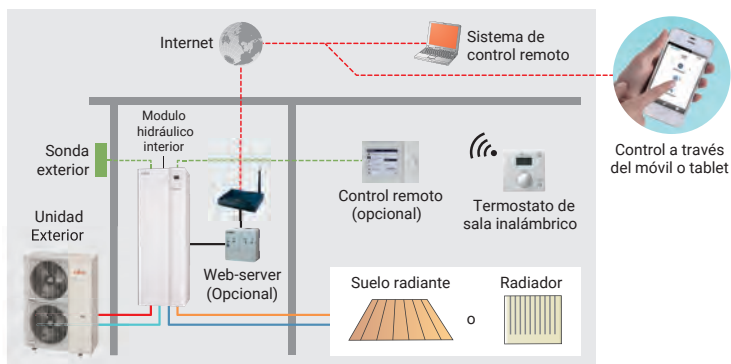 Internet
Sistema de
control remoto
Modulo
hidráulico
interior
Sonda
exterior
Control remoto
(opcional)
Termostato de
sala inalámbrico
Control a través
del móvil o tablet
Unidad
Exterior
Web-server
(Opcional)
Suelo radiante
o
Radiador